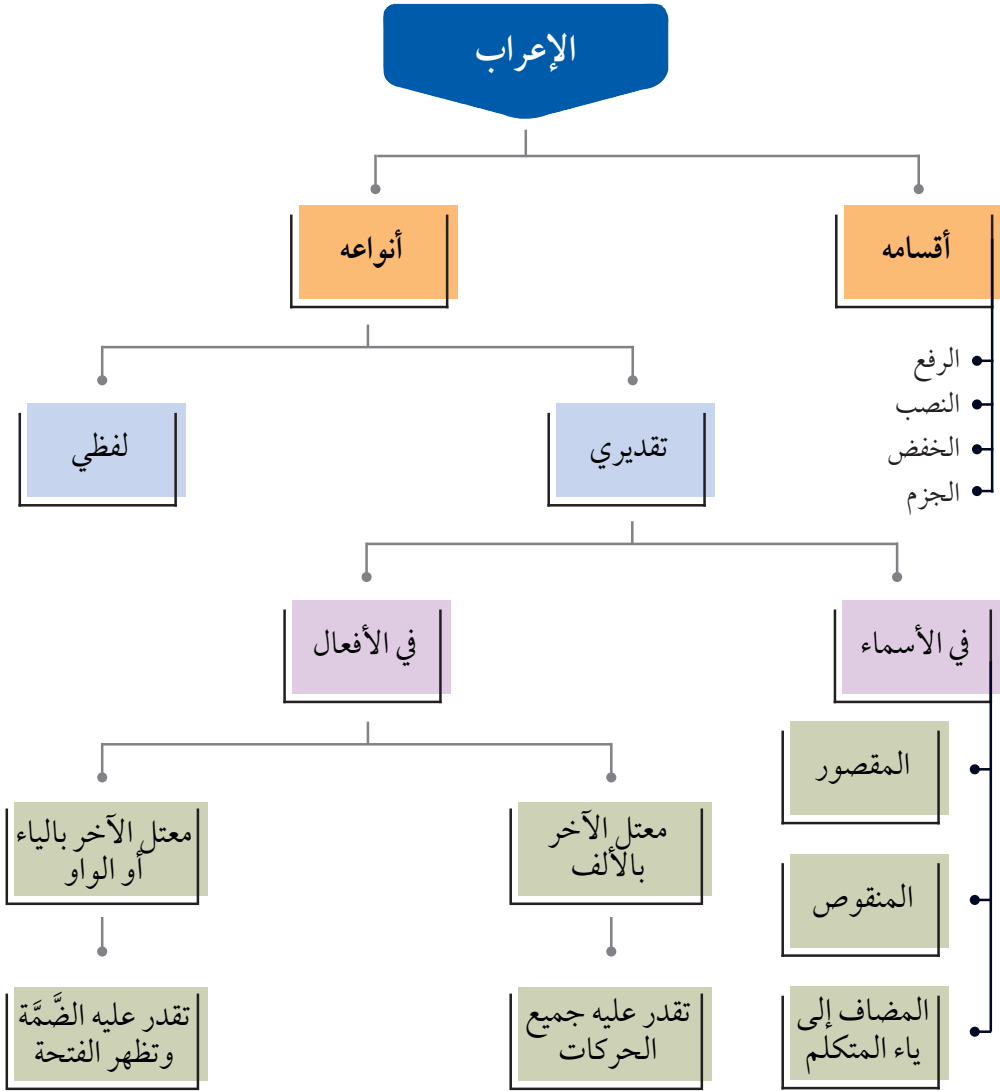 الإعراب
أقسامه
أنواعه
الرفع
النصب
الخفض
الجزم
تقديري
لفظي
في الأسماء
في الأفعال
المقصور
المنقوص
المضاف إلى
ياء المتكلم
معتل الآخر
بالألف
معتل الآخر بالياء
أو الواو
تقدر عليه جميع
الحركات
تقدر عليه الضَّمَّة
وتظهر الفتحة